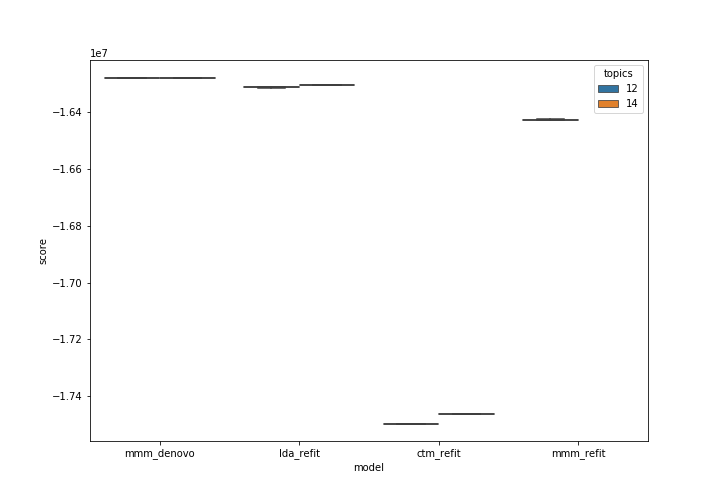 1e7
topics
12
14
−1.64
−1.66
−1.68
−1.70
−1.72
−1.74
score
mmm_denovo
lda_refit
ctm_refit
mmm_refit
model